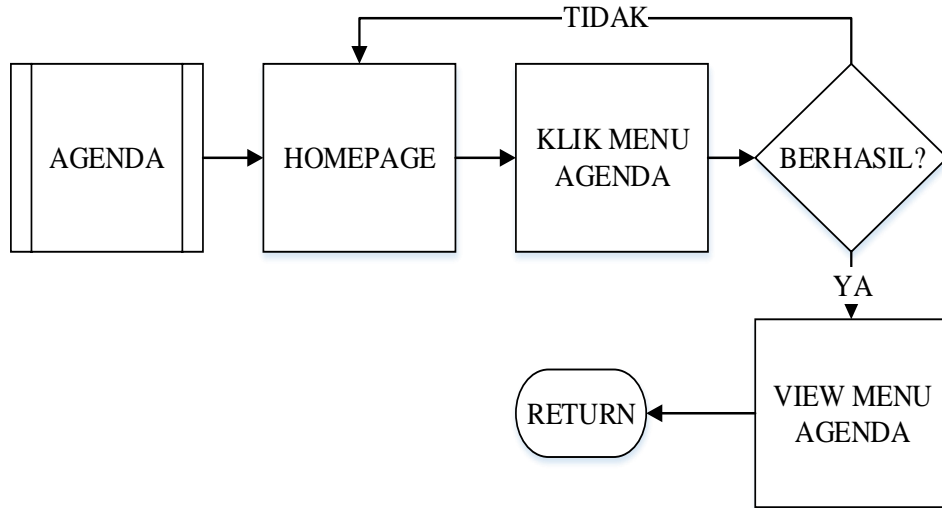 TIDAK
AGENDA
HOMEPAGE
KLIK MENU
AGENDA
BERHASIL?
YA
VIEW MENU
AGENDA
RETURN